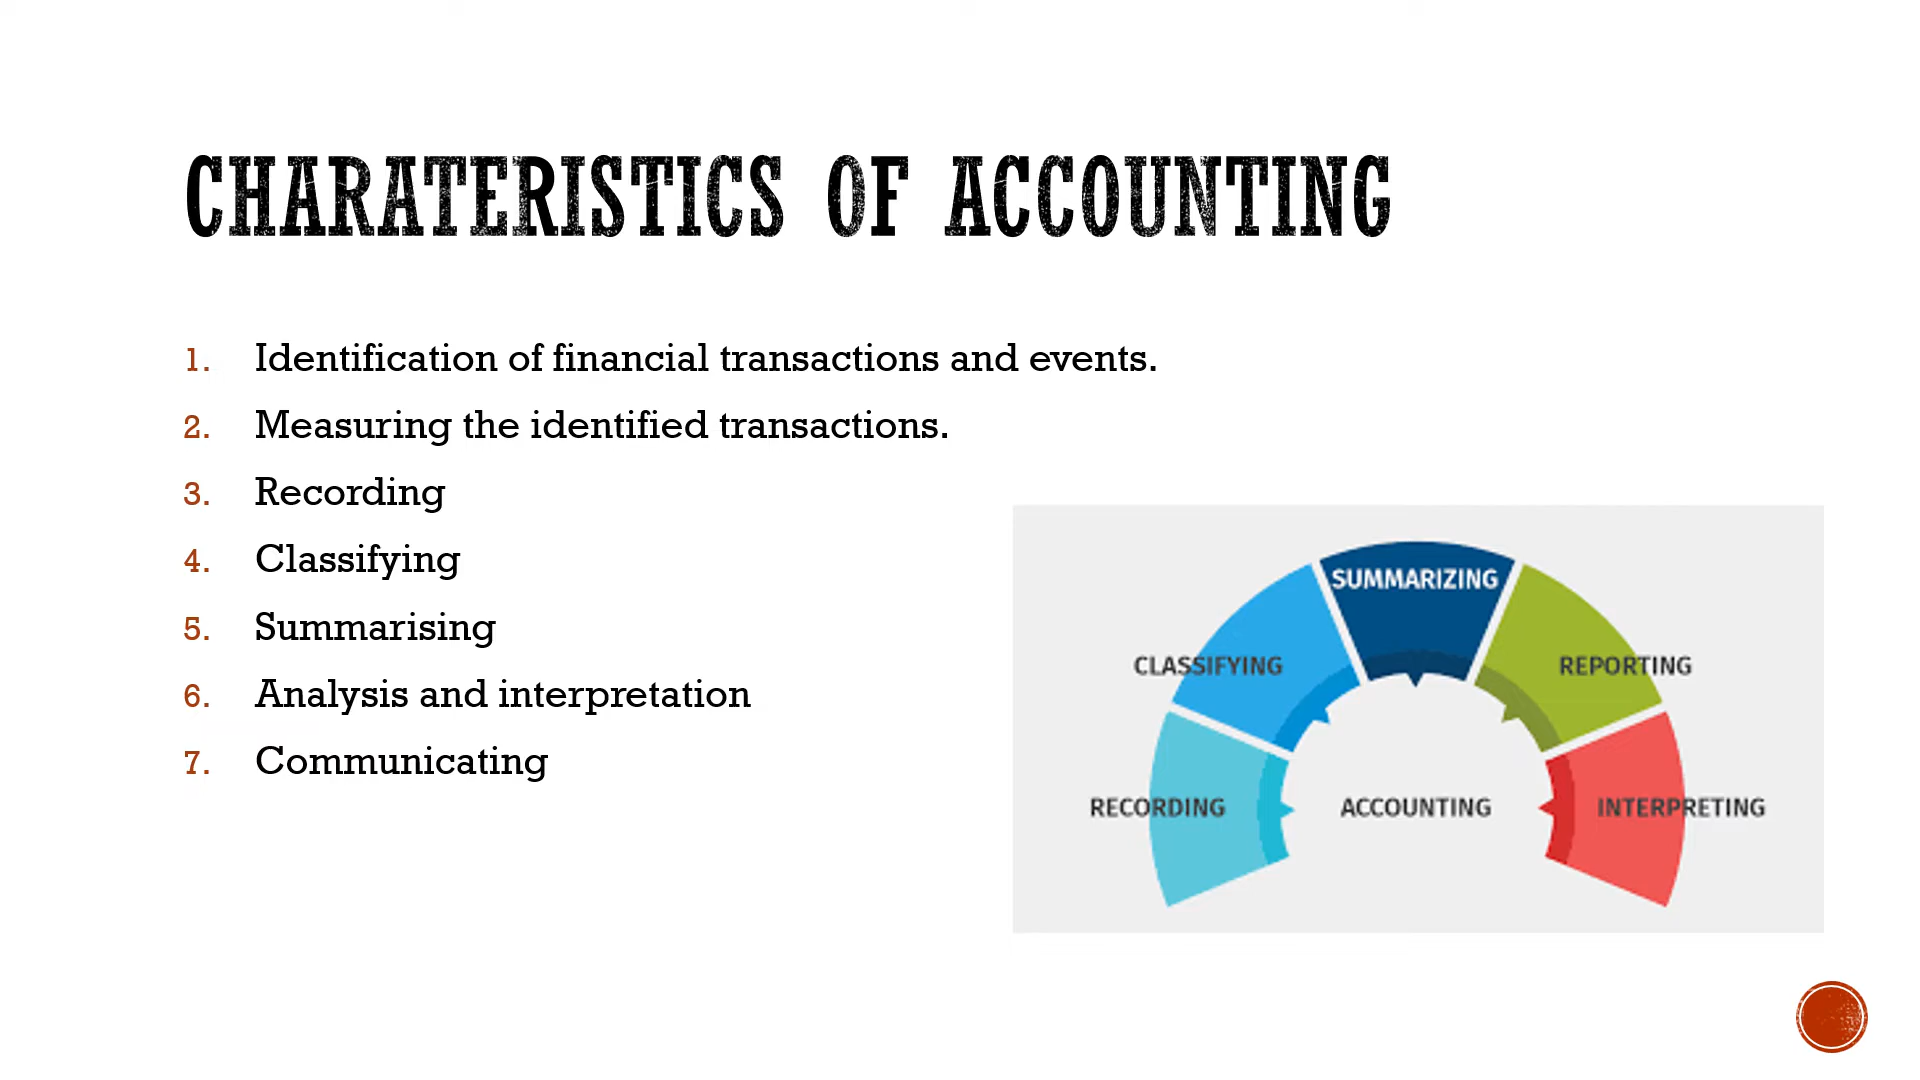 CHARATERISTICS OF ACCOUNTING
1. Identification of financial transactions and events.
2. Measuring the identified transactions.
3. Recording
4. Classifying
5. Summarising
6. Analysis and interpretation
7. Communicating
SUMMARIZING
CLASSIFYING
REPORTING
RECORDING
ACCOUNTING
INTERPRETING